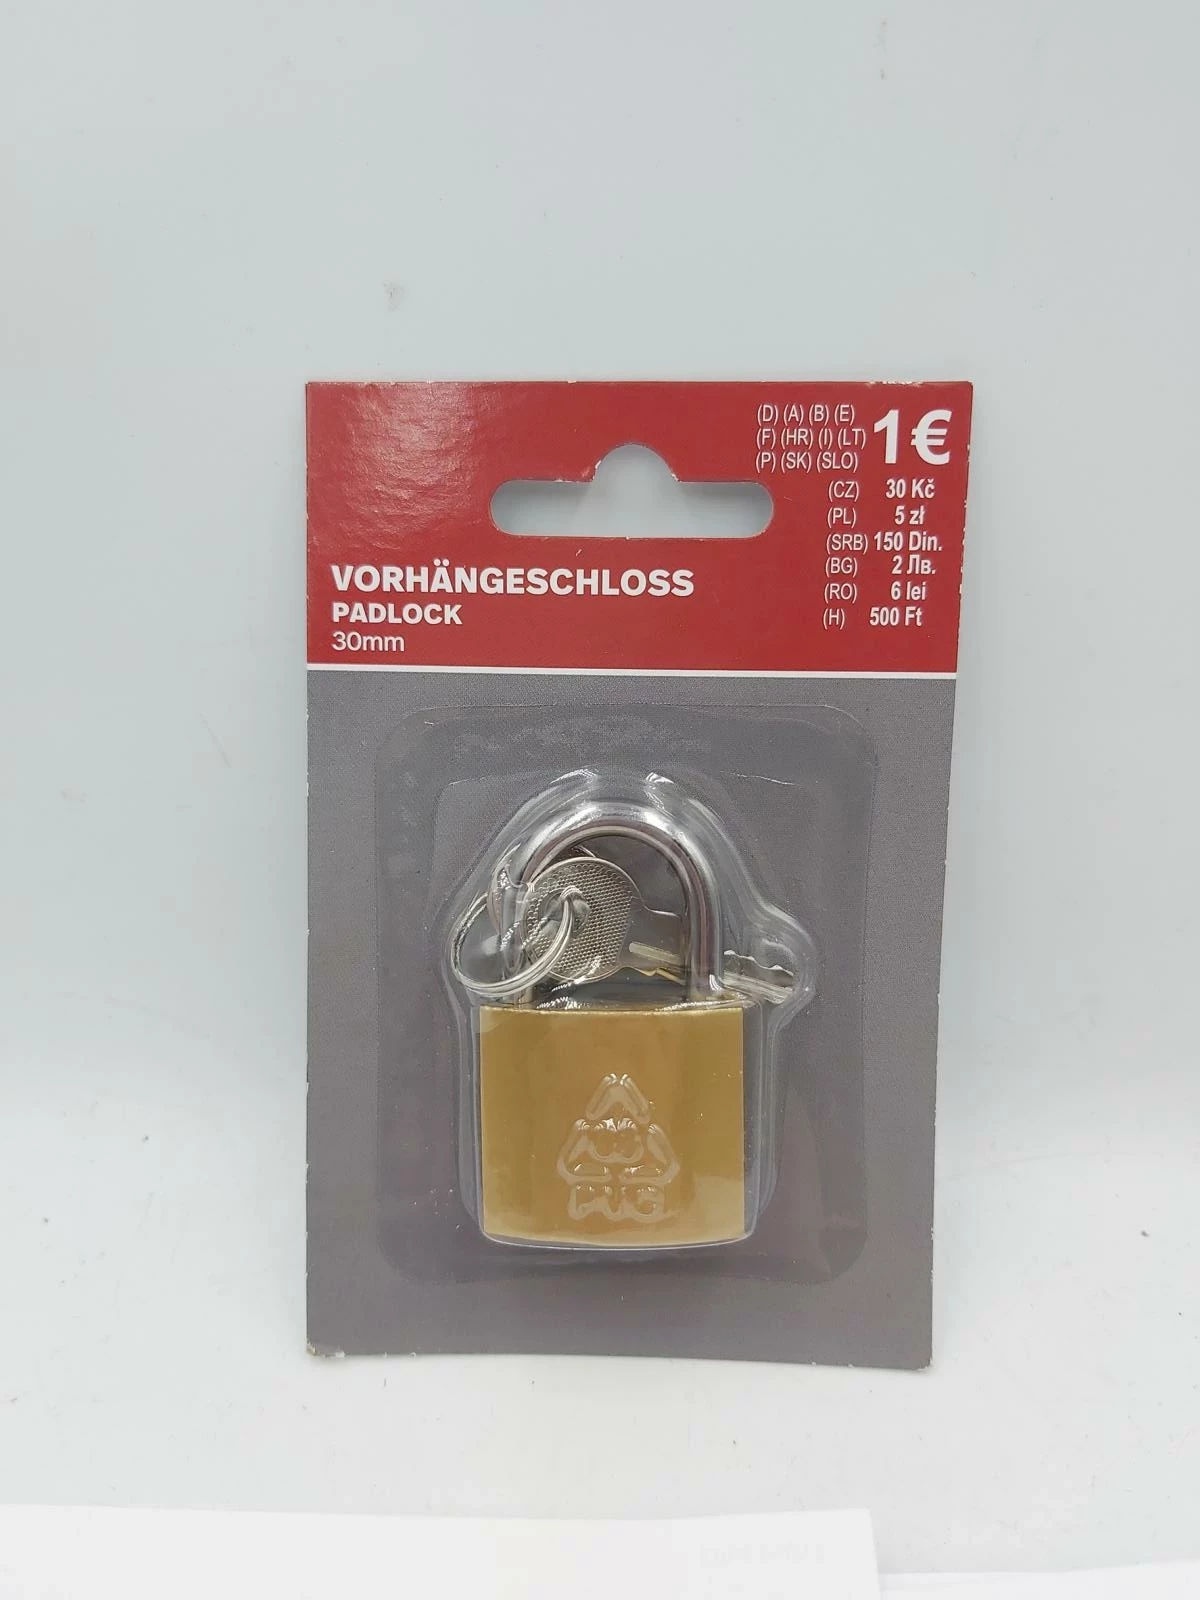 (D) (A) (B) (E)
(F) (HR) (I) (LT) 1€
(P) (SK) (SLO)
(CZ) 30 Kč
(PL) 5 zł
(SRB) 150 Din.
(BG) 2 Лв.
(RO) 6 lei
(H) 500 Ft
VORHÄNGESCHLOSS
PADLOCK
30mm
PVC